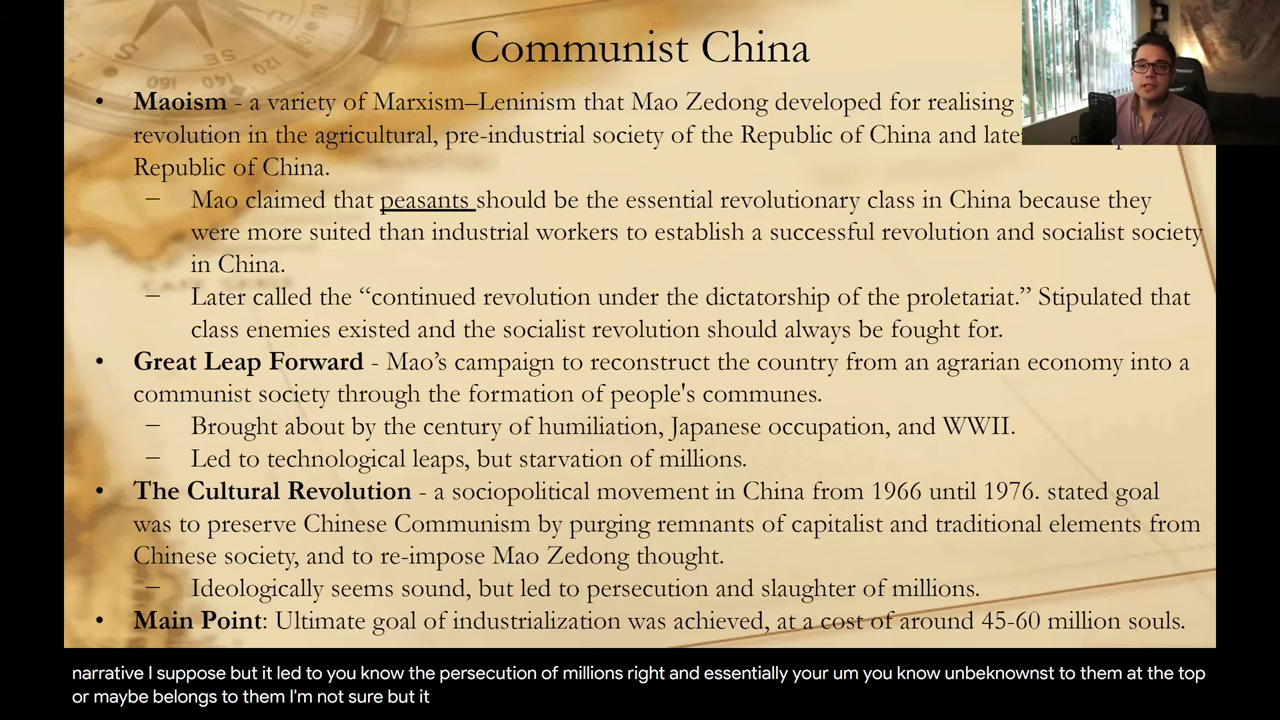 Communist China
• Maoism - a variety of Marxism–Leninism that Mao Zedong developed for realising
revolution in the agricultural, pre-industrial society of the Republic of China and
Republic of China.
– Mao claimed that peasants should be the essential revolutionary class in China because they
were more suited than industrial workers to establish a successful revolution and socialist society
in China.
– Later called the “continued revolution under the dictatorship of the proletariat.” Stipulated that
class enemies existed and the socialist revolution should always be fought for.
• Great Leap Forward - Mao’s campaign to reconstruct the country from an agrarian economy into a
communist society through the formation of people's communes.
– Brought about by the century of humiliation, Japanese occupation, and WWII.
– Led to technological leaps, but starvation of millions.
• The Cultural Revolution - a sociopolitical movement in China from 1966 until 1976. stated goal
was to preserve Chinese Communism by purging remnants of capitalist and traditional elements from
Chinese society, and to re-impose Mao Zedong thought.
– Ideologically seems sound, but led to persecution and slaughter of millions.
• Main Point: Ultimate goal of industrialization was achieved, at a cost of around 45-60 million souls.
narrative I suppose but it led to you know the persecution of millions right and essentially your um you know unbeknownst to them at the top
or maybe belongs to them I'm not sure but it